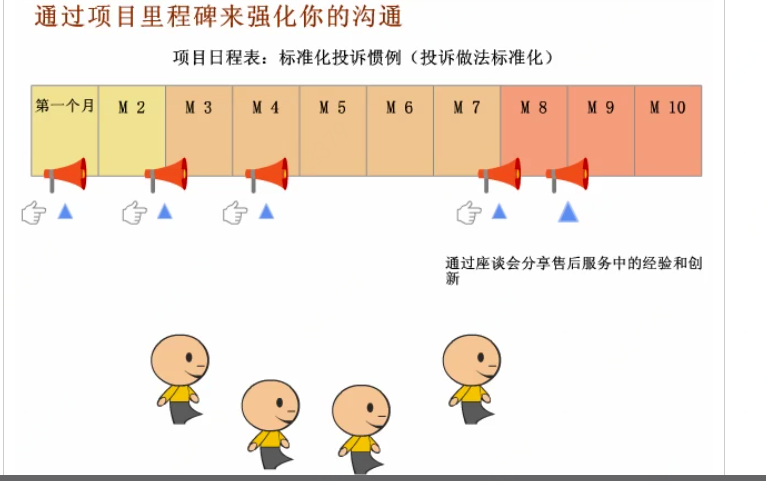 通过项目里程碑来强化你的沟通
项目日程表：标准化投诉惯例（投诉做法标准化）
第一个月 M 2 M 3 M 4 M 5 M 6 M 7 M 8 M 9 M 10
通过座谈会分享售后服务中的经验和创
新